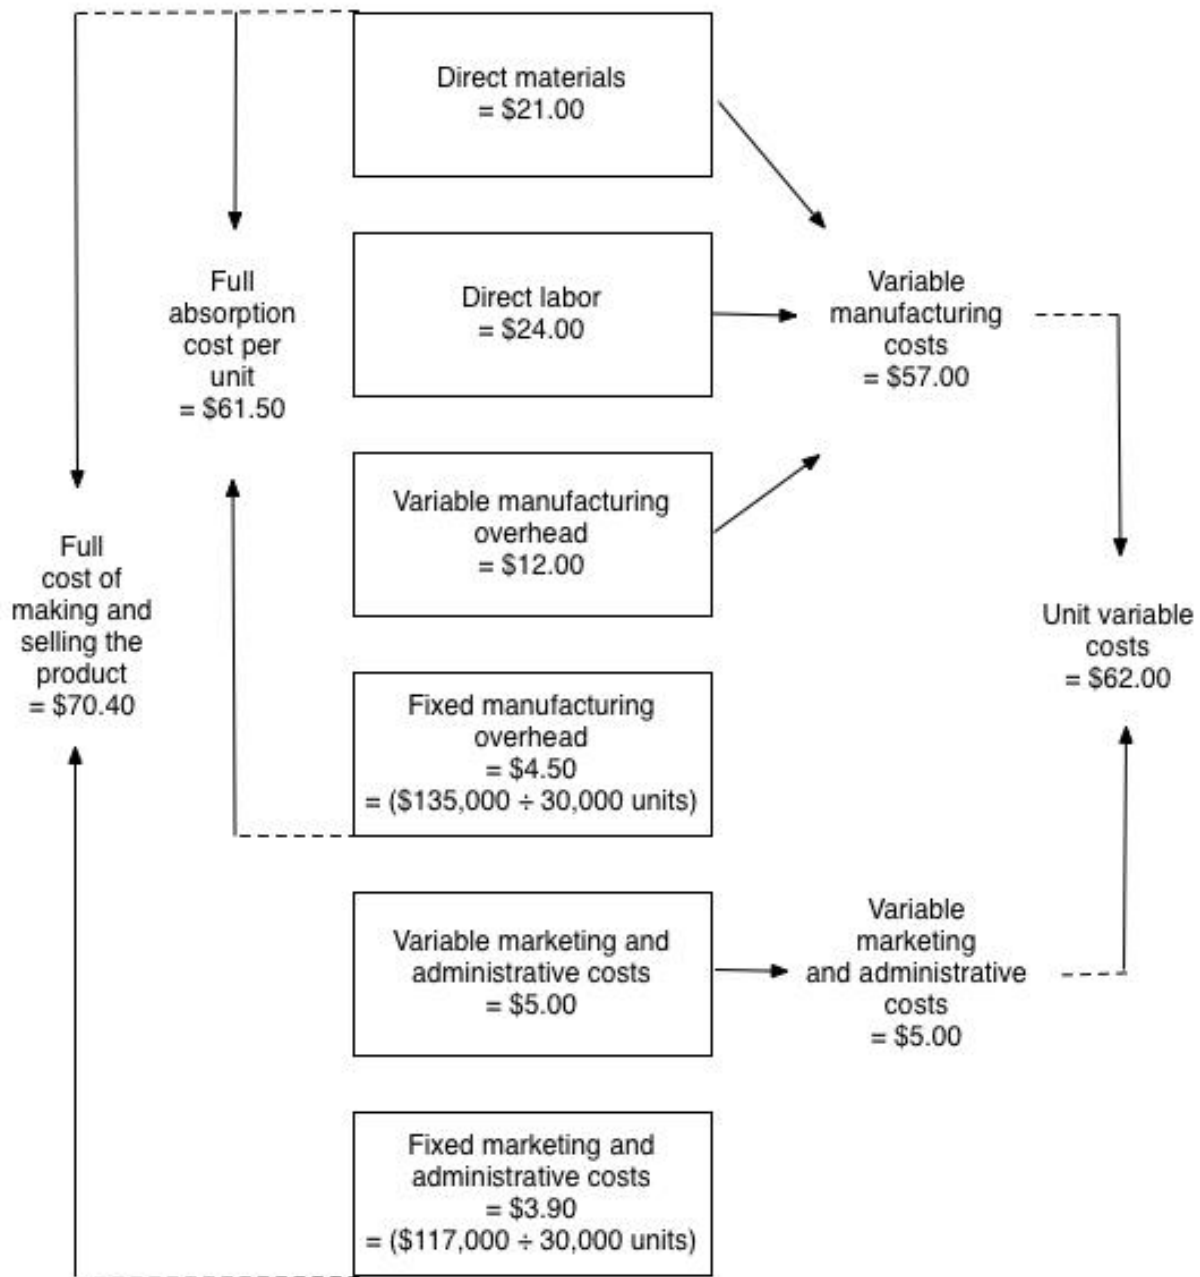 Direct materials
= $21.00
Full
absorption
cost per
unit
= $61.50
Direct labor
= $24.00
Variable
manufacturing
costs
= $57.00
Full
cost of
making and
selling the
product
= $70.40
Variable manufacturing
overhead
= $12.00
Unit variable
costs
= $62.00
Fixed manufacturing
overhead
= $4.50
= ($135,000 ÷ 30,000 units)
Variable marketing and
administrative costs
= $5.00
Variable
marketing
and administrative
costs
= $5.00
Fixed marketing and
administrative costs
= $3.90
= ($117,000 ÷ 30,000 units)